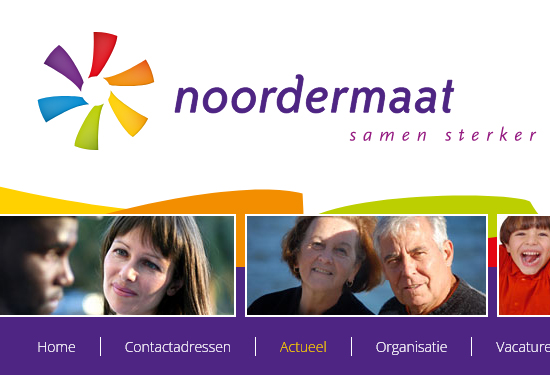 noordermaat
samen sterker
Home Contactadressen Actueel Organisatie Vacature